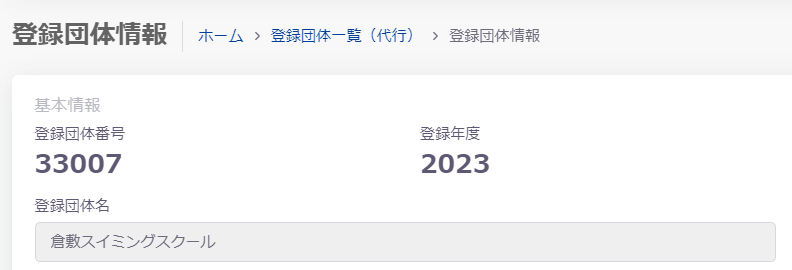 登録団体情報 ホーム > 登録団体一覧（代行） > 登録団体情報
基本情報
登録団体番号 登録年度
33007 2023
登録団体名
倉敷スイミングスクール